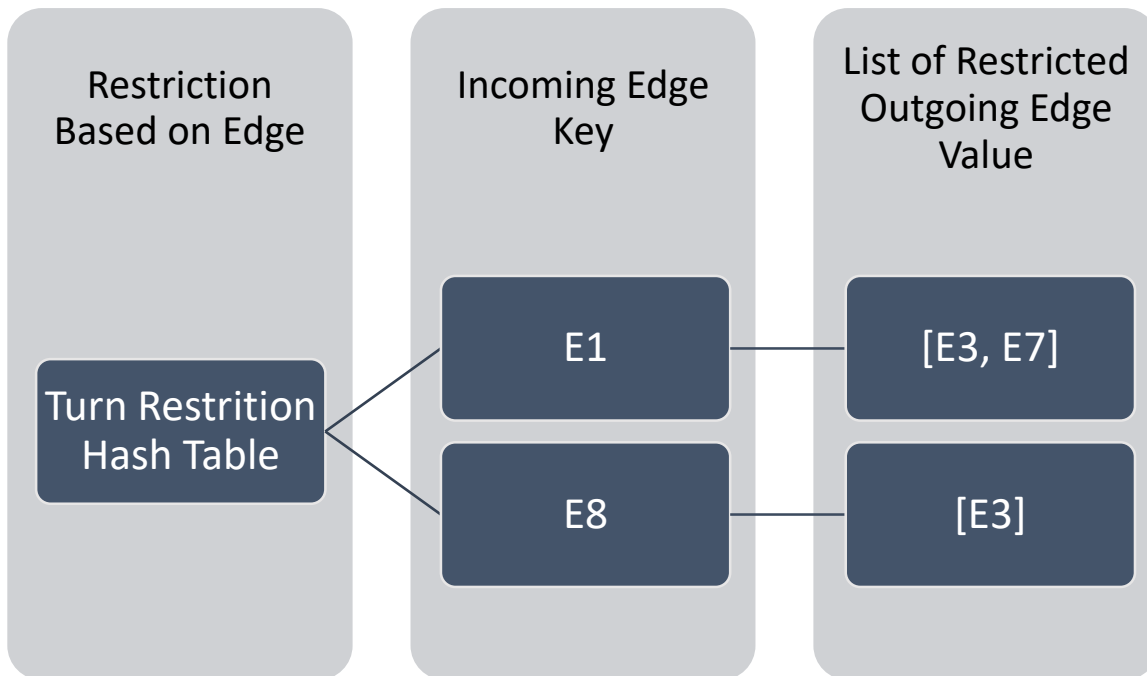 Restriction
Based on Edge
Incoming Edge
Key
List of Restricted
Outgoing Edge
Value
Turn Restrition
Hash Table
E1
[E3, E7]
E8
[E3]